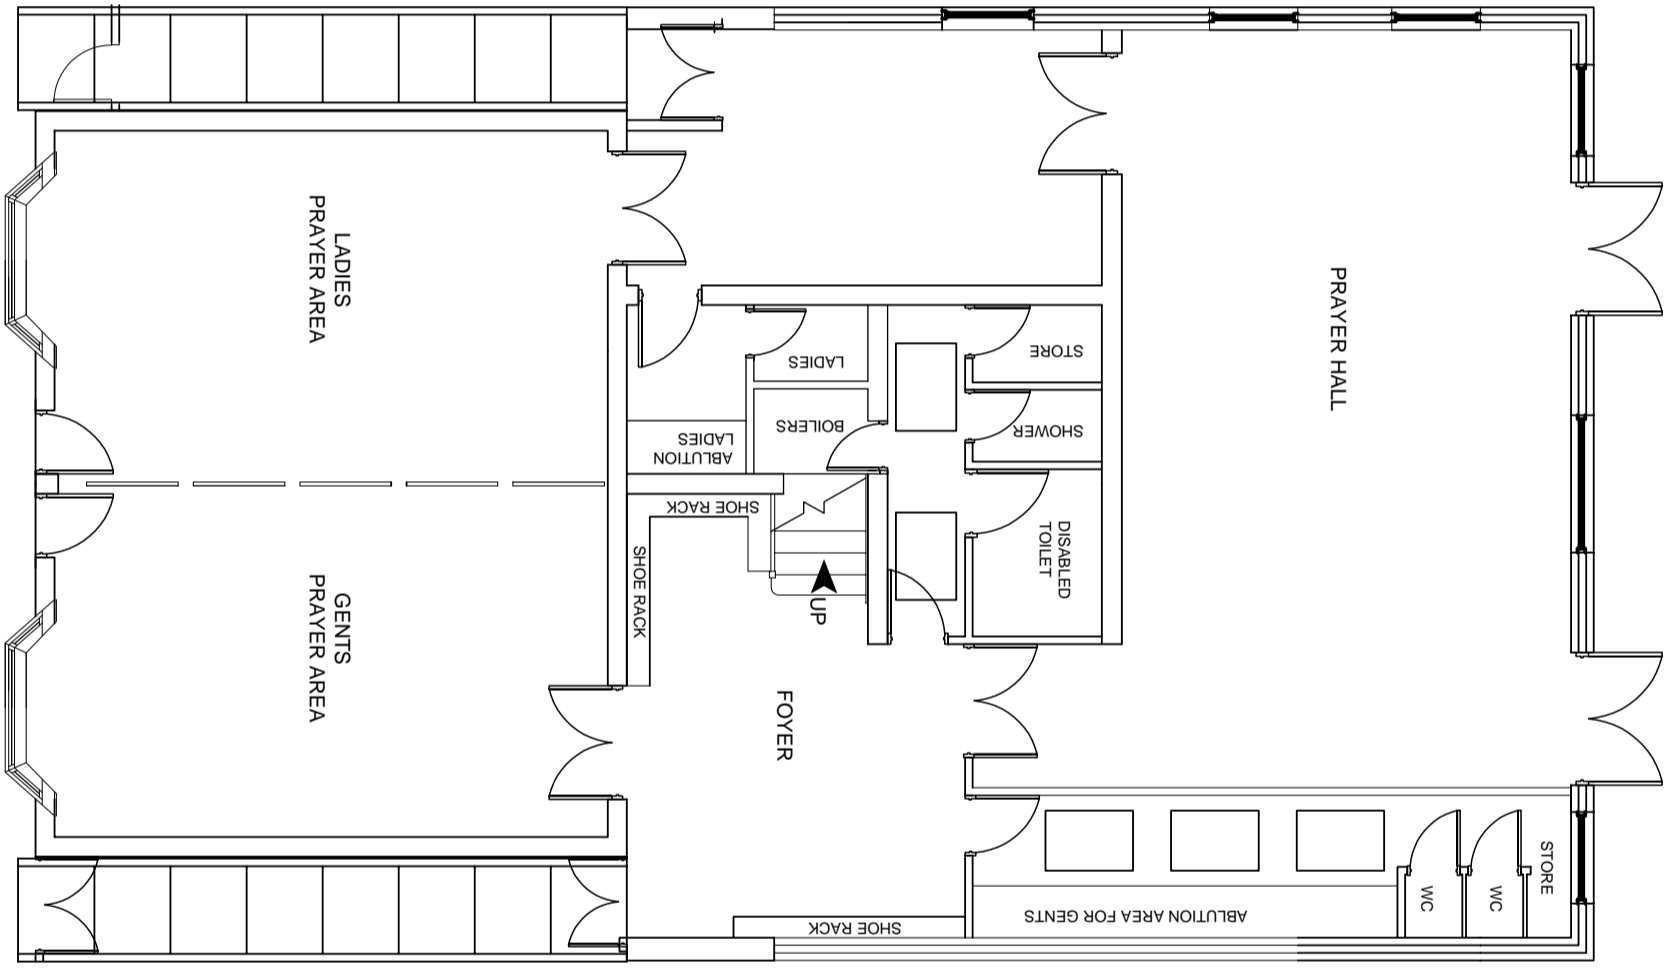 LADIES
PRAYER AREA
GENTS
PRAYER AREA
PRAYER HALL
LADIES
STORE
BOILERS
SHOWER
ABLUTION
LADIES
SHOE RACK
SHOE RACK
UP
DISABLED
TOILET
FOYER
SHOE RACK
ABLUTION AREA FOR GENTS
WC
WC
STORE